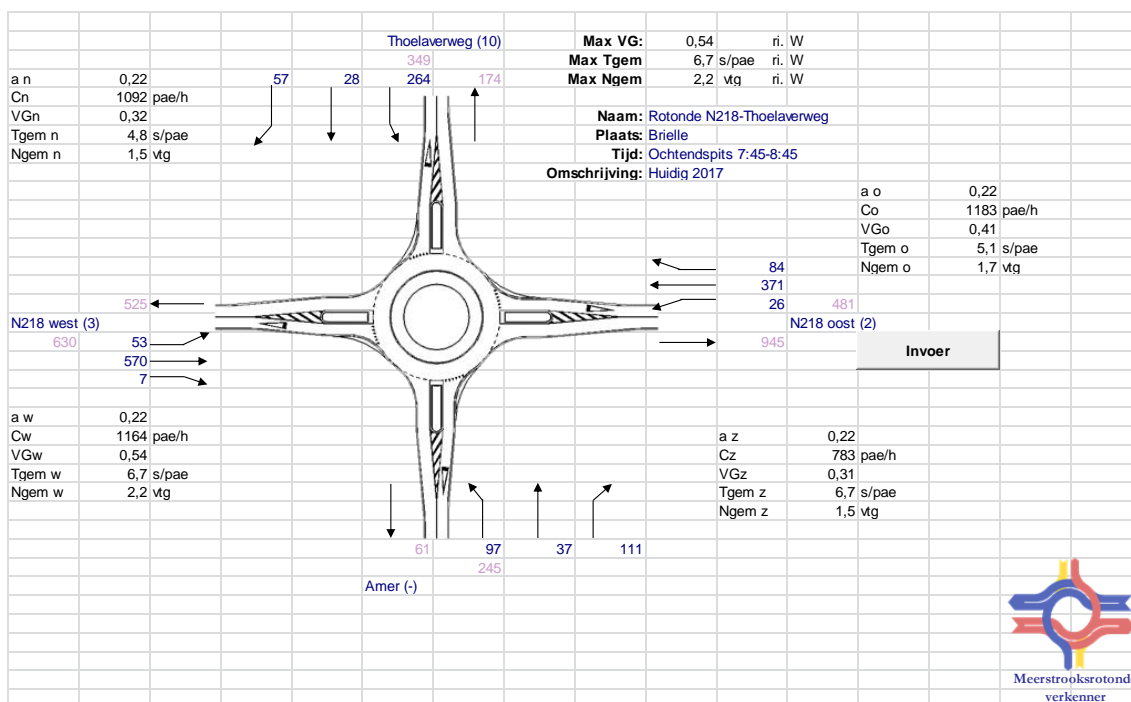 Thoelaverweg (10)
Max VG: 0,54 ri. W
349
Max Tgem 6,7 s/pae ri. W
a n 0,22
57 28 264 174
Max Ngem 2,2 vtg ri. W
Cn 1092 pae/h
VGn 0,32
Naam: Rotonde N218-Thoelaverweg
Tgem n 4,8 s/pae
Plaats: Brielle
Ngem n 1,5 vtg
Tijd: Ochtendspits 7:45-8:45
Omschrijving: Huidig 2017
a o 0,22
Co 1183 pae/h
VGo 0,41
Tgem o 5,1 s/pae
Ngem o 1,7 vtg
84
371
525
26 481
N218 west (3)
N218 oost (2)
630 53
945
Invoer
570
7
a w 0,22
Cw 1164 pae/h
VGw 0,54
Tgem w 6,7 s/pae
Ngem w 2,2 vtg
a z 0,22
Cz 783 pae/h
VGz 0,31
Tgem z 6,7 s/pae
Ngem z 1,5 vtg
61 97 37 111
245
Amer (-)
Meerstrooksrotond
verkenner